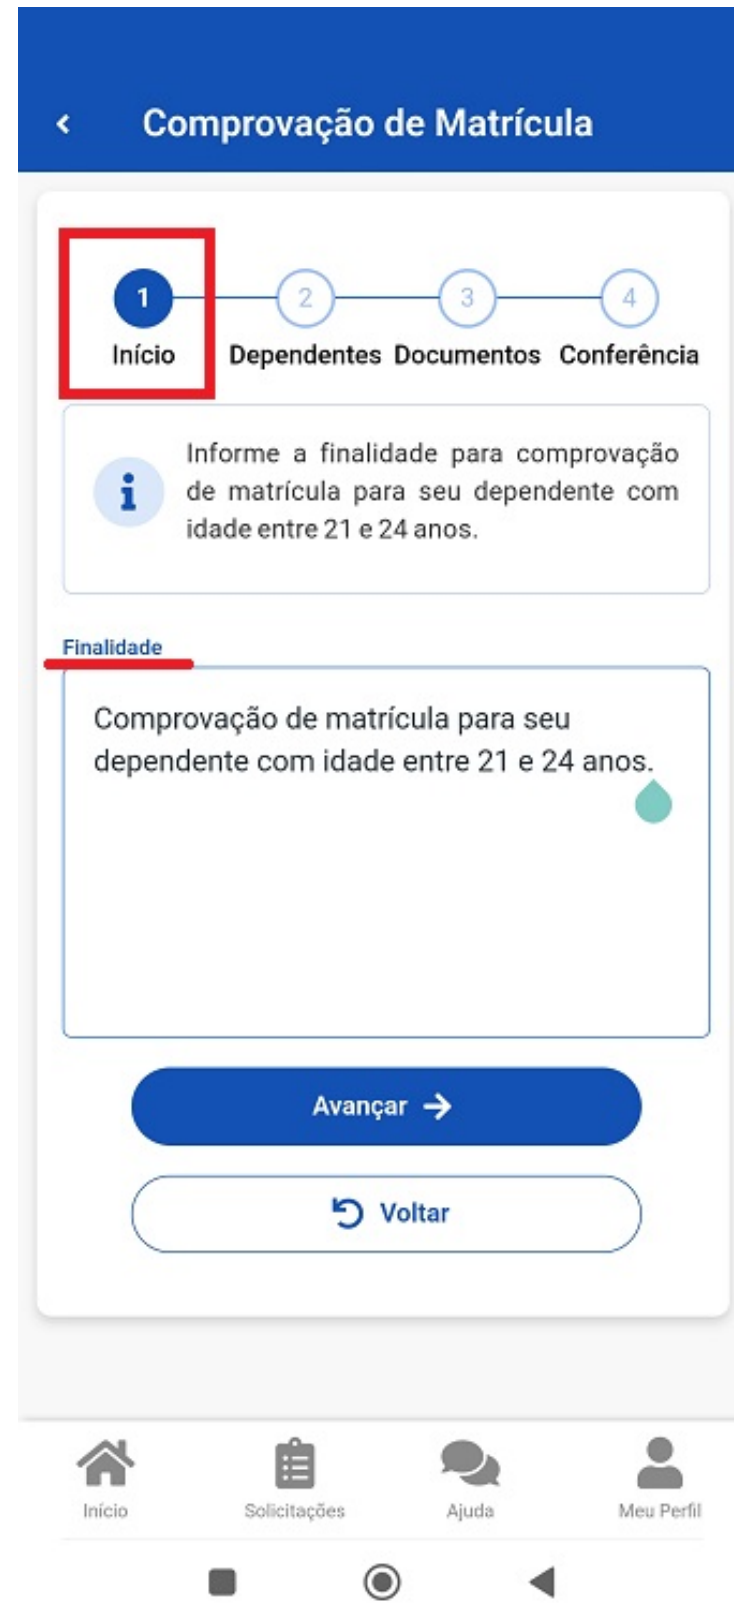 Comprovação de Matrícula
1 2 3 4
Início Dependentes Documentos Conferência
Informe a finalidade para comprovação
de matrícula para seu dependente com
idade entre 21 e 24 anos.
Finalidade
Comprovação de matrícula para seu
dependente com idade entre 21 e 24 anos.
Avançar
Voltar
Início Solicitações Ajuda Meu Perfil